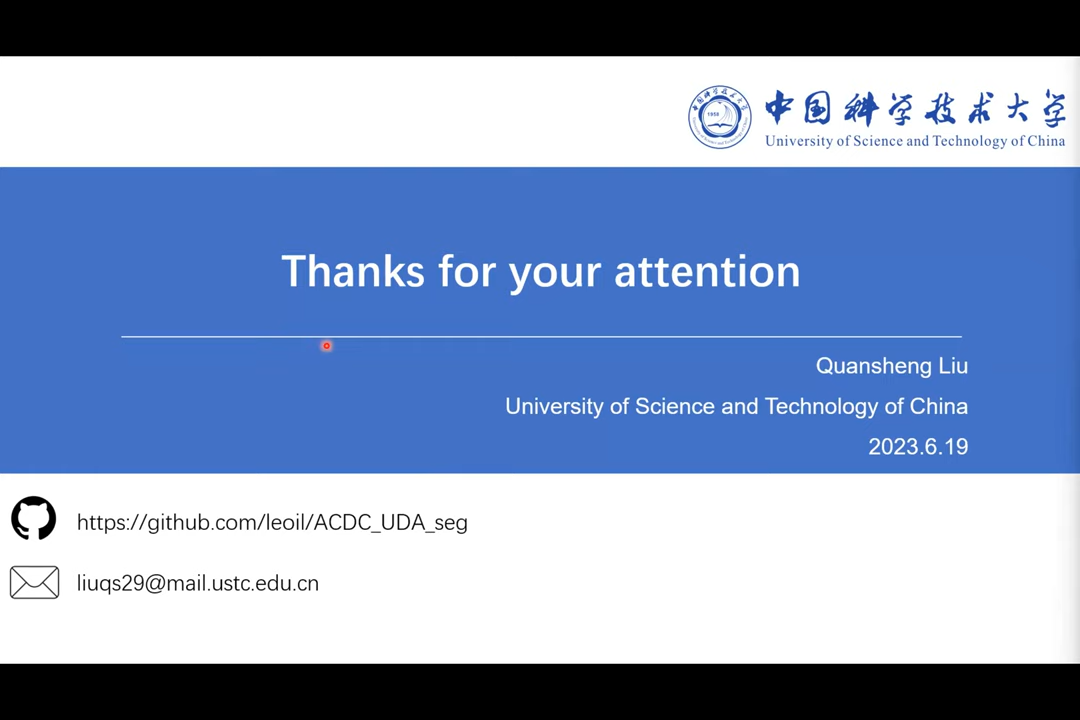 1958
中国科学技术大学
University of Science and Technology of China
Thanks for your attention
Quansheng Liu
University of Science and Technology of China
2023.6.19
https://github.com/leoil/ACDC_UDA_seg
liuqs29@mail.ustc.edu.cn